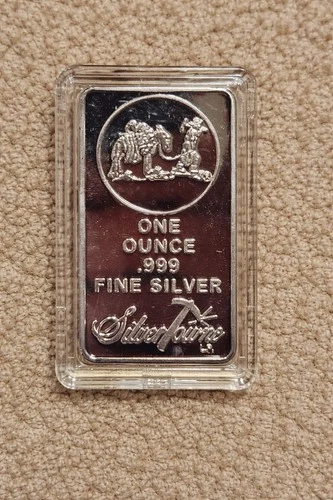 ONE
OUNCE
.999
FINE SILVER
SilverTowne